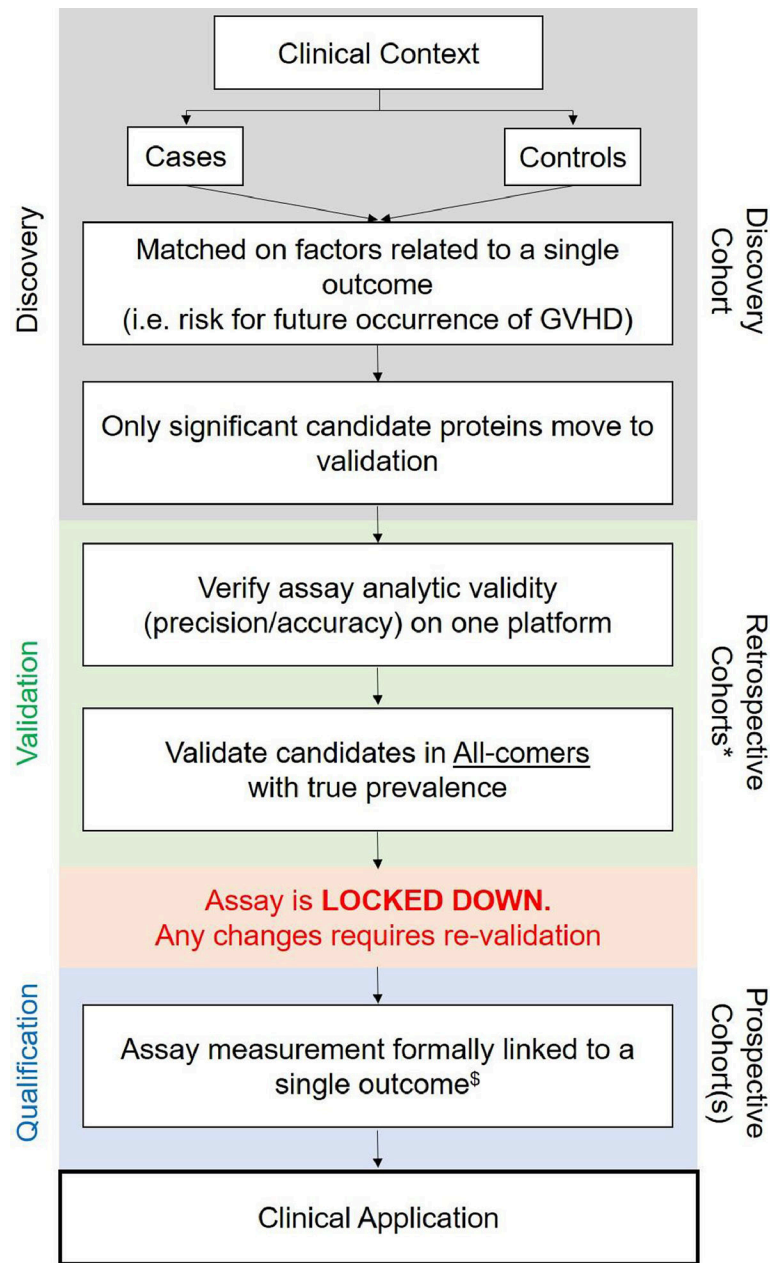 Clinical Context
Cases
Controls
Discovery
Discovery
Cohort
Matched on factors related to a single
outcome
(i.e. risk for future occurrence of GVHD)
Only significant candidate proteins move to
validation
Validation
Retrospective
Cohorts*
Verify assay analytic validity
(precision/accuracy) on one platform
Validate candidates in All-comers
with true prevalence
Assay is LOCKED DOWN.
Any changes requires re-validation
Qualification
Prospective
Cohort(s)
Assay measurement formally linked to a
single outcome$
Clinical Application